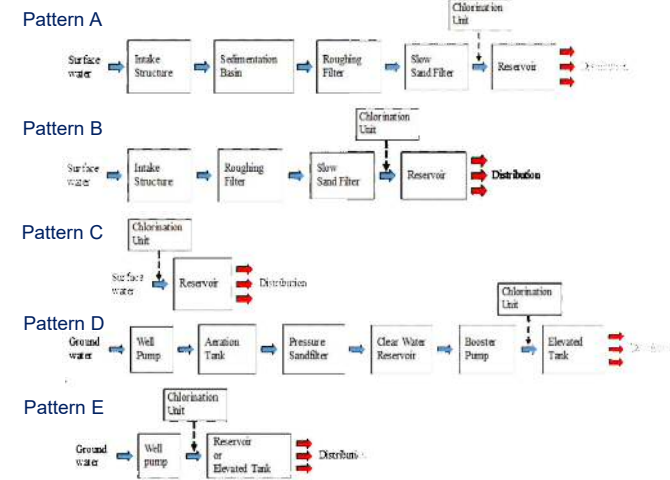 Pattern A
Chlorination
Unit
Surface
water
Intake
Structure
Sedimentation
Basin
Roughing
Filter
Slow
Sand Filter
Reservoir
Pattern B
Chlorination
Unit
Surface
water
Intake
Structure
Roughing
Filter
Slow
Sand Filter
Reservoir
Distribution
Pattern C
Chlorination
Unit
Surface
water
Reservoir
Distribution
Pattern D
Chlorination
Unit
Ground
water
Well
Pump
Aeration
Tank
Pressure
Sandfilter
Clear Water
Reservoir
Booster
Pump
Elevated
Tank
Pattern E
Chlorination
Unit
Ground
water
Well
pump
Reservoir
or
Elevated Tank